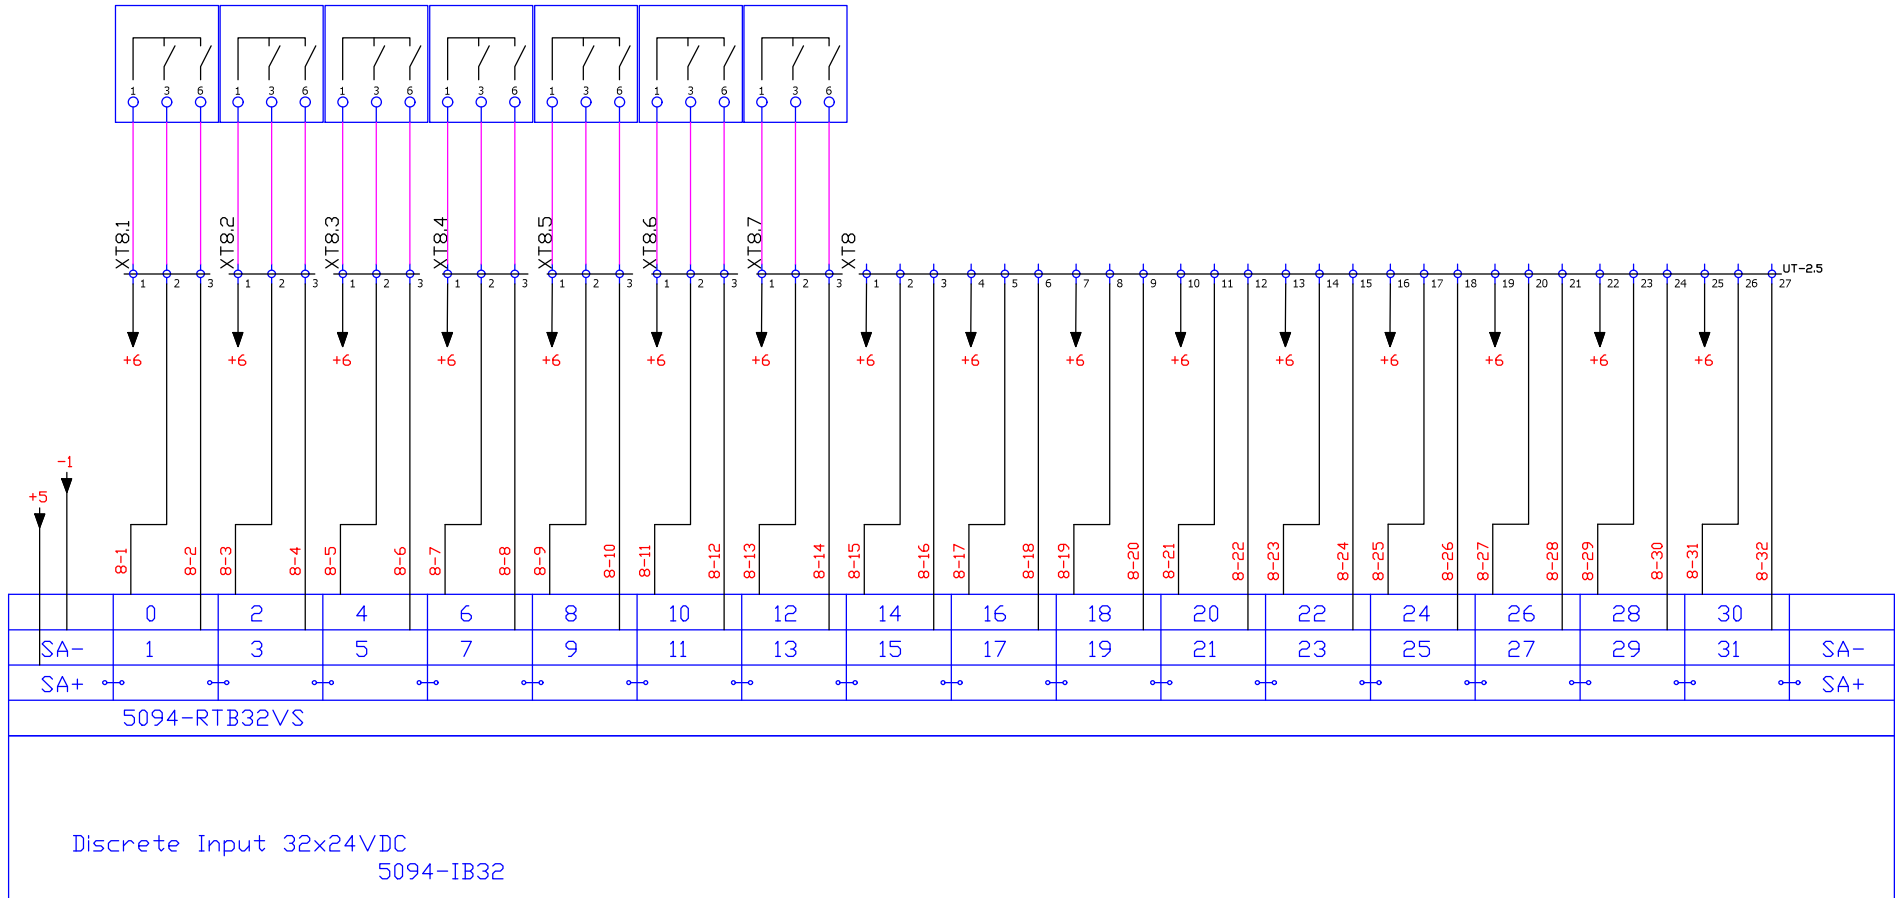 1 3 6 1 3 6 1 3 6 1 3 6 1 3 6 1 3 6 1 3 6
XT8.1 XT8.2 XT8.3 XT8.4 XT8.5 XT8.6 XT8.7 XT8
UT-2.5
1 2 3 1 2 3 1 2 3 1 2 3 1 2 3 1 2 3 1 2 3 1 2 3 4 5 6 7 8 9 10 11 12 13 14 15 16 17 18 19 20 21 22 23 24 25 26 27
+6 +6 +6 +6 +6 +6 +6 +6 +6 +6 +6 +6 +6 +6 +6 +6
-1
+5
8-1 8-2 8-3 8-4 8-5 8-6 8-7 8-8 8-9 8-10 8-11 8-12 8-13 8-14 8-15 8-16 8-17 8-18 8-19 8-20 8-21 8-22 8-23 8-24 8-25 8-26 8-27 8-28 8-29 8-30 8-31 8-32
0 2 4 6 8 10 12 14 16 18 20 22 24 26 28 30
SA- 1 3 5 7 9 11 13 15 17 19 21 23 25 27 29 31 SA-
SA+ SA+
5094-RTB32VS
Discrete Input 32x24VDC
5094-IB32